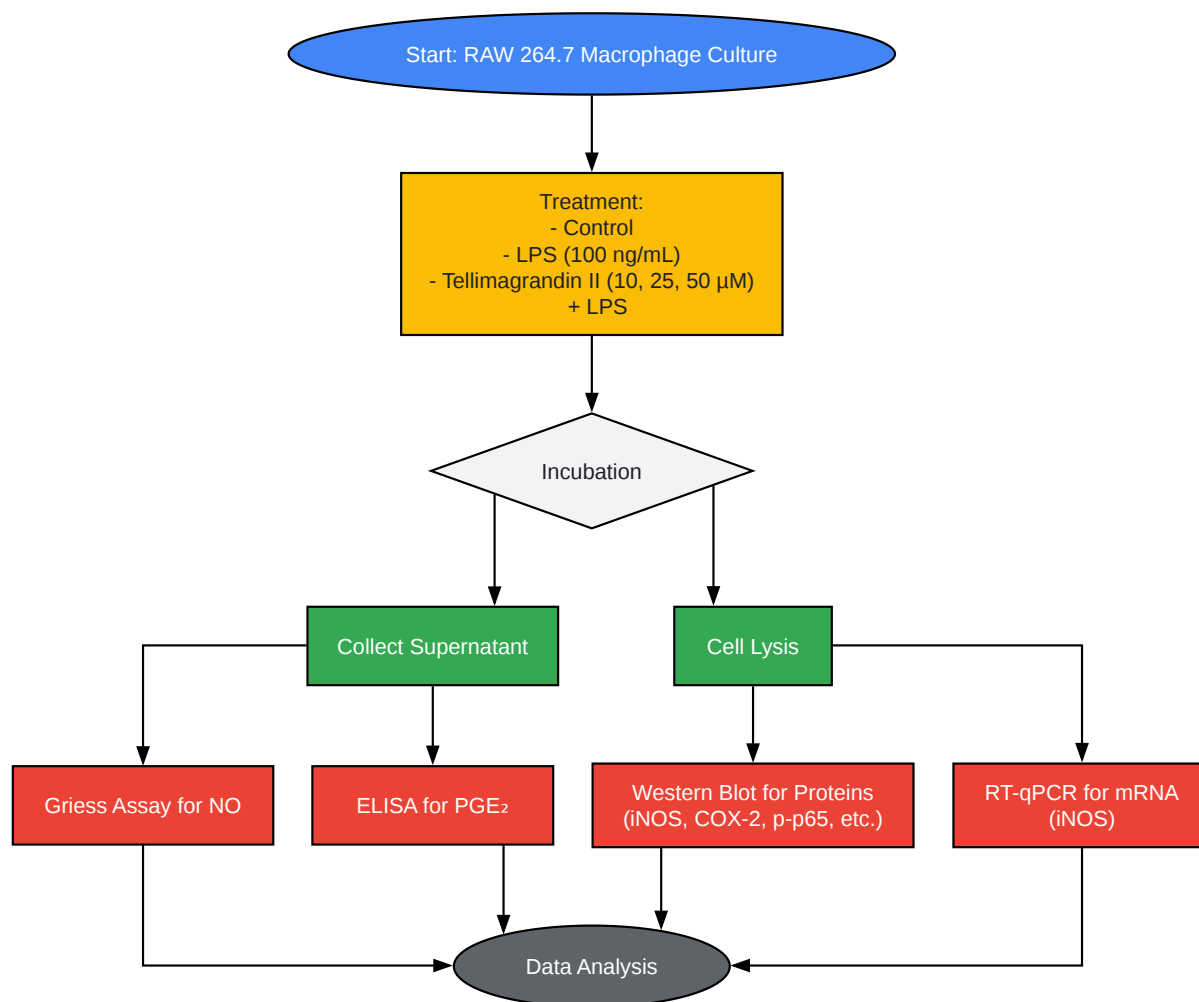 Start: RAW 264.7 Macrophage Culture
Treatment:
- Control
- LPS (100 ng/mL)
- Tellimagrandin II (10, 25, 50 µM)
+ LPS
Incubation
Collect Supernatant
Cell Lysis
Griess Assay for NO
ELISA for PGE₂
Western Blot for Proteins
(iNOS, COX-2, p-p65, etc.)
RT-qPCR for mRNA
(iNOS)
Data Analysis